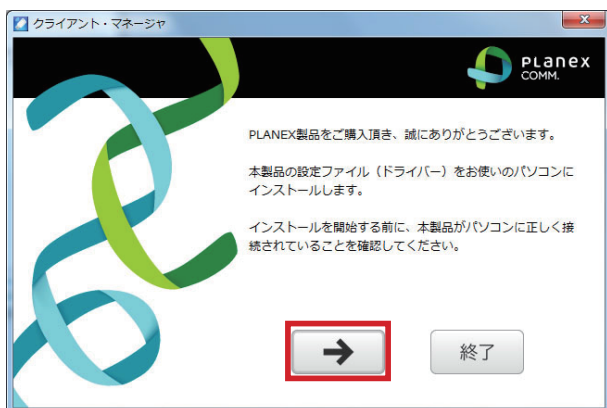 クライアント・マネージャ
PLANEX
COMM.
PLANEX製品をご購入頂き、誠にありがとうございます。
本製品の設定ファイル（ドライバー）をお使いのパソコンに
インストールします。
インストールを開始する前に、本製品がパソコンに正しく接
続されていることを確認してください。
終了